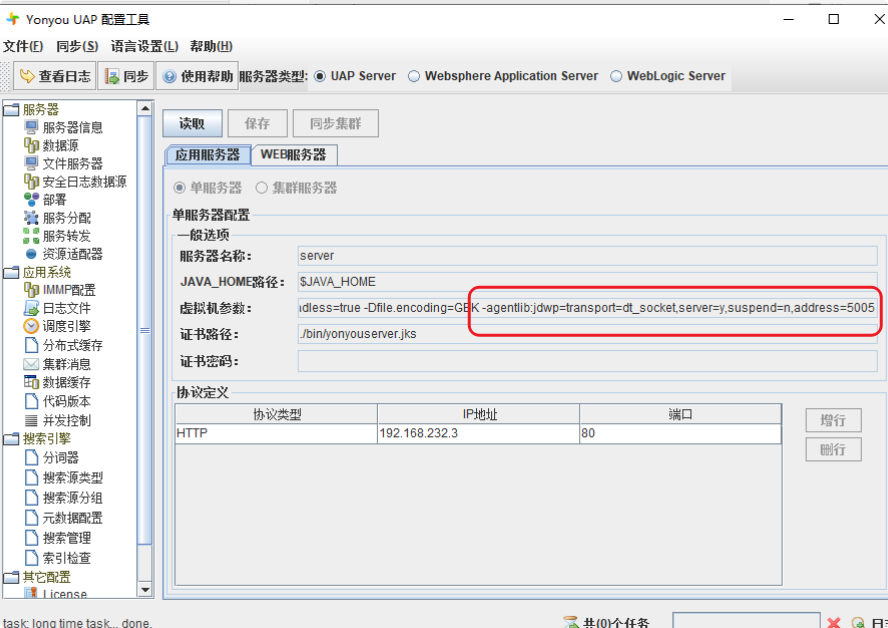 Yonyou UAP 配置工具
文件(F) 同步(S) 语言设置(L) 帮助(H)
查看日志 同步 使用帮助 服务器类型: UAP Server Websphere Application Server WebLogic Server
服务器
服务器信息
数据源
文件服务器
安全日志数据源
部署
服务分配
服务转发
资源适配器
应用系统
IMMP配置
日志文件
调度引擎
分布式缓存
集群消息
数据缓存
代码版本
并发控制
搜索引擎
分词器
搜索源类型
搜索源分组
元数据配置
搜索管理
索引检查
其它配置
License
读取 保存 同步集群
应用服务器 WEB服务器
单服务器 集群服务器
单服务器配置
一般选项
服务器名称: server
JAVA_HOME路径: $JAVA_HOME
虚拟机参数: adless=true -Dfile.encoding=GBK -agentlib:jdwp=transport=dt_socket,server=y,suspend=n,address=5005
证书路径: ./bin/yonyouserver.jks
证书密码:
协议定义
协议类型 IP地址 端口
HTTP 192.168.232.3 80
增行
删行
task: long time task... done.
共(0)个任务 日志